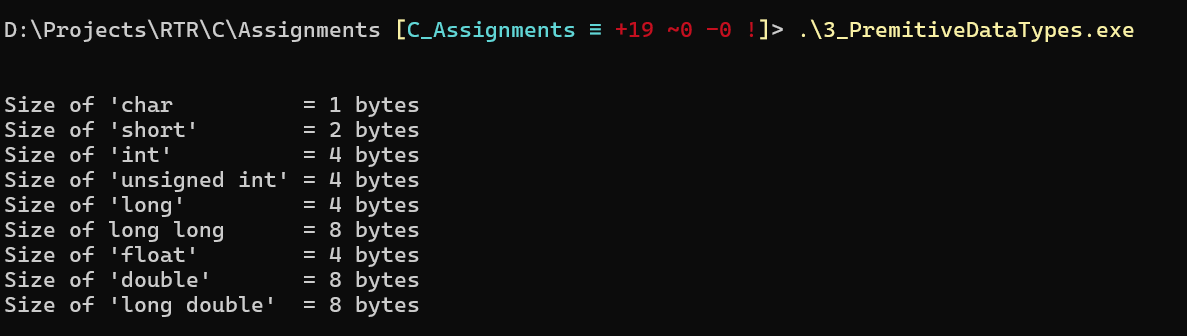 D:\Projects\RTR\C\Assignments [C_Assignments ≡ +19 ~0 -0 !]> .\3_PremitiveDataTypes.exe
Size of 'char          = 1 bytes
Size of 'short'        = 2 bytes
Size of 'int'          = 4 bytes
Size of 'unsigned int' = 4 bytes
Size of 'long'         = 4 bytes
Size of long long      = 8 bytes
Size of 'float'        = 4 bytes
Size of 'double'       = 8 bytes
Size of 'long double'  = 8 bytes